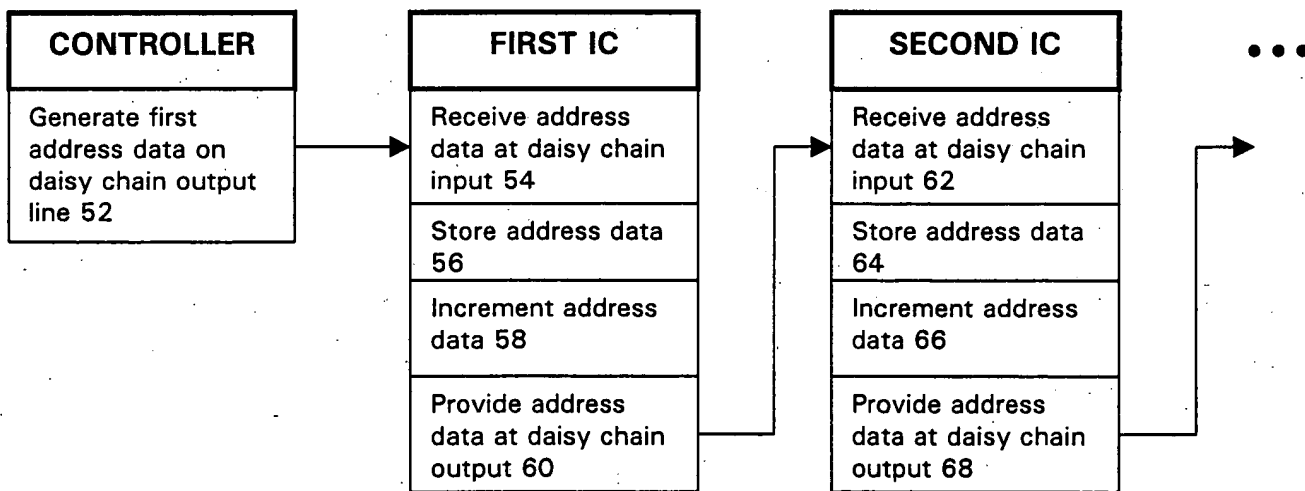 CONTROLLER
Generate first
address data on
daisy chain output
line 52
FIRST IC
Receive address
data at daisy chain
input 54
Store address data
56
Increment address
data 58
Provide address
data at daisy chain
output 60
SECOND IC
Receive address
data at daisy chain
input 62
Store address data
64
Increment address
data 66
Provide address
data at daisy chain
output 68
•••